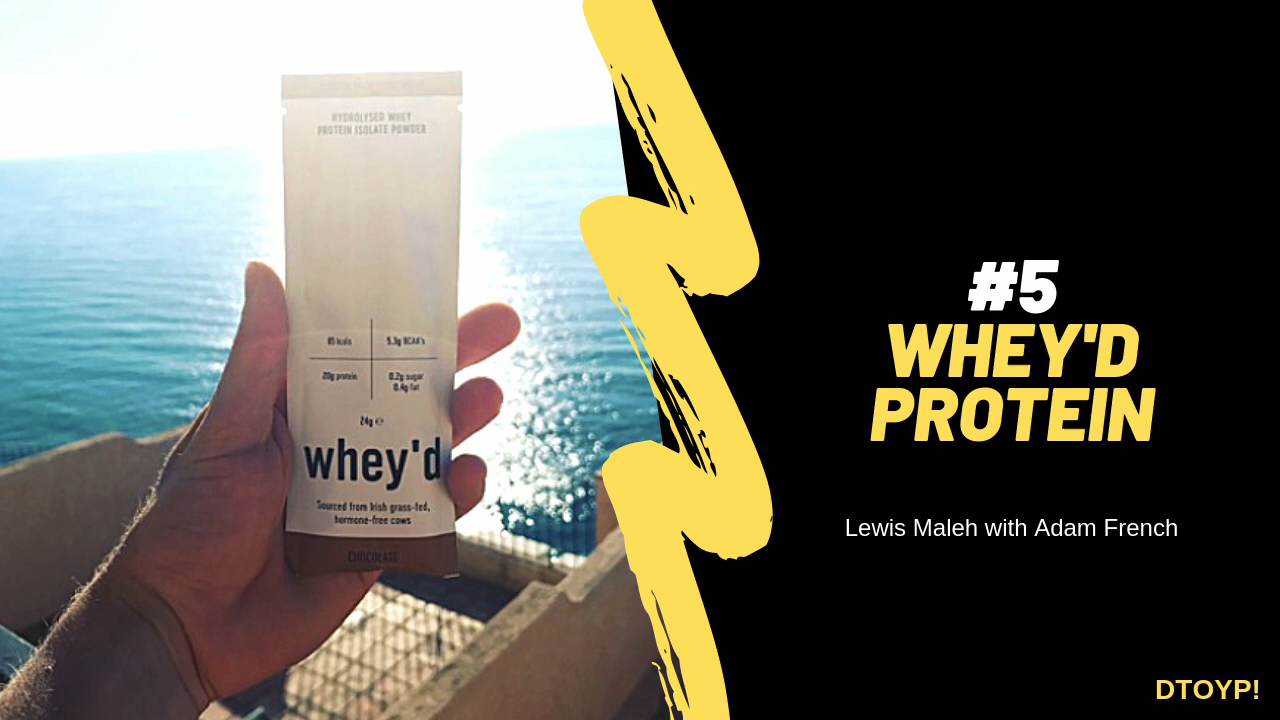 HYDROLYSED WHEY
PROTEIN ISOLATE POWDER
85 kcals
5.3g BCAA's
20g protein
0.2g sugar
0.4g fat
24g ℮
whey'd
Sourced from Irish grass-fed,
hormone-free cows
CHOCOLATE
#5
WHEY'D
PROTEIN
Lewis Maleh with Adam French
DTOYP!